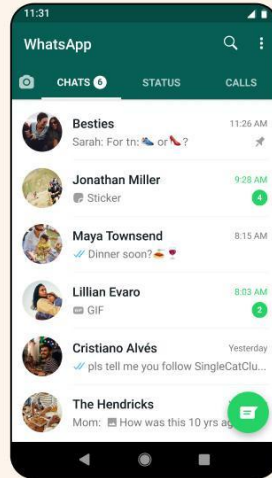 11:31
WhatsApp
CHATS 6 STATUS CALLS
Besties 11:26 AM
Sarah: For tn: 👟 or 👠?
Jonathan Miller 9:28 AM
Sticker 4
Maya Townsend 8:15 AM
Dinner soon? 🍝 🍷
Lillian Evaro 8:03 AM
GIF GIF 2
Cristiano Alvés Yesterday
pls tell me you follow SingleCatClu...
The Hendricks
Mom: How was this 10 yrs